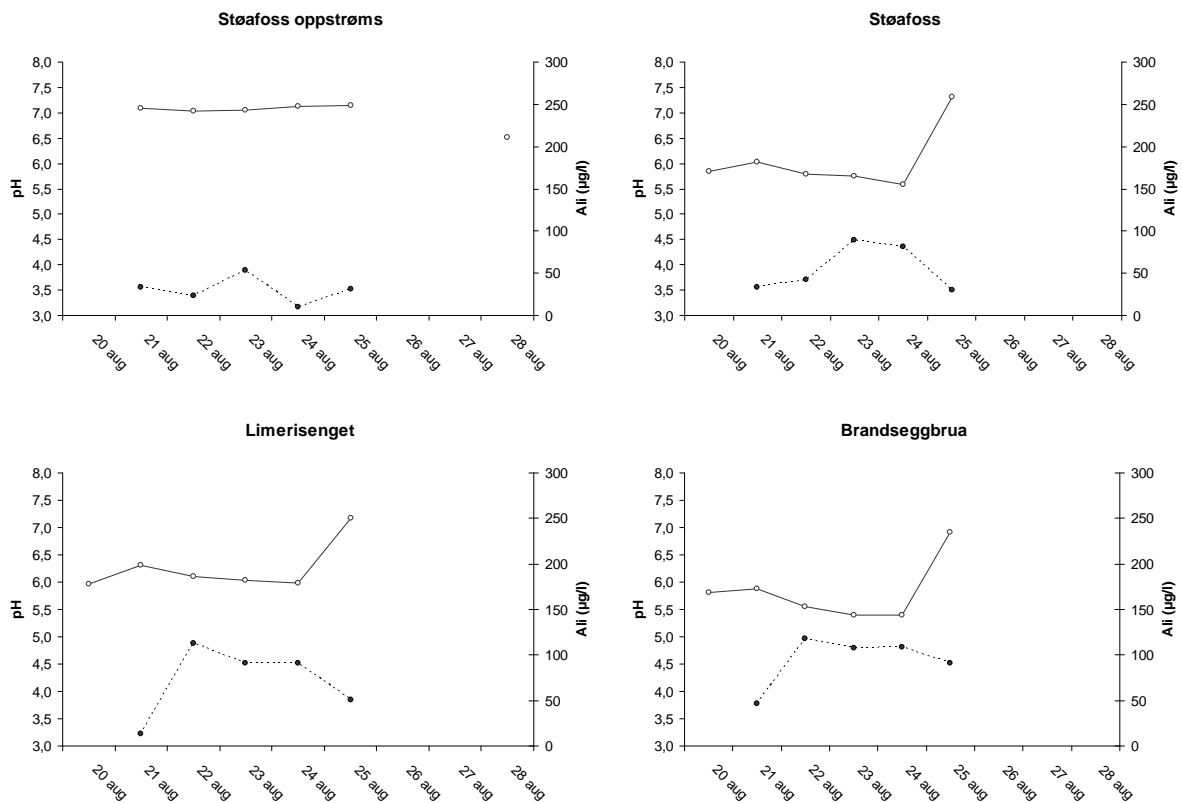 Støafoss oppstrøms
8,0
7,5
7,0
6,5
6,0
5,5
5,0
4,5
4,0
3,5
3,0
pH
300
250
200
150
100
50
0
Ali (µg/l)
20 aug
21 aug
22 aug
23 aug
24 aug
25 aug
26 aug
27 aug
28 aug
Støafoss
8,0
7,5
7,0
6,5
6,0
5,5
5,0
4,5
4,0
3,5
3,0
pH
300
250
200
150
100
50
0
Ali (µg/l)
20 aug
21 aug
22 aug
23 aug
24 aug
25 aug
26 aug
27 aug
28 aug
Limerisenget
8,0
7,5
7,0
6,5
6,0
5,5
5,0
4,5
4,0
3,5
3,0
pH
300
250
200
150
100
50
0
Ali (µg/l)
20 aug
21 aug
22 aug
23 aug
24 aug
25 aug
26 aug
27 aug
28 aug
Brandseggbrua
8,0
7,5
7,0
6,5
6,0
5,5
5,0
4,5
4,0
3,5
3,0
pH
300
250
200
150
100
50
0
Ali (µg/l)
20 aug
21 aug
22 aug
23 aug
24 aug
25 aug
26 aug
27 aug
28 aug